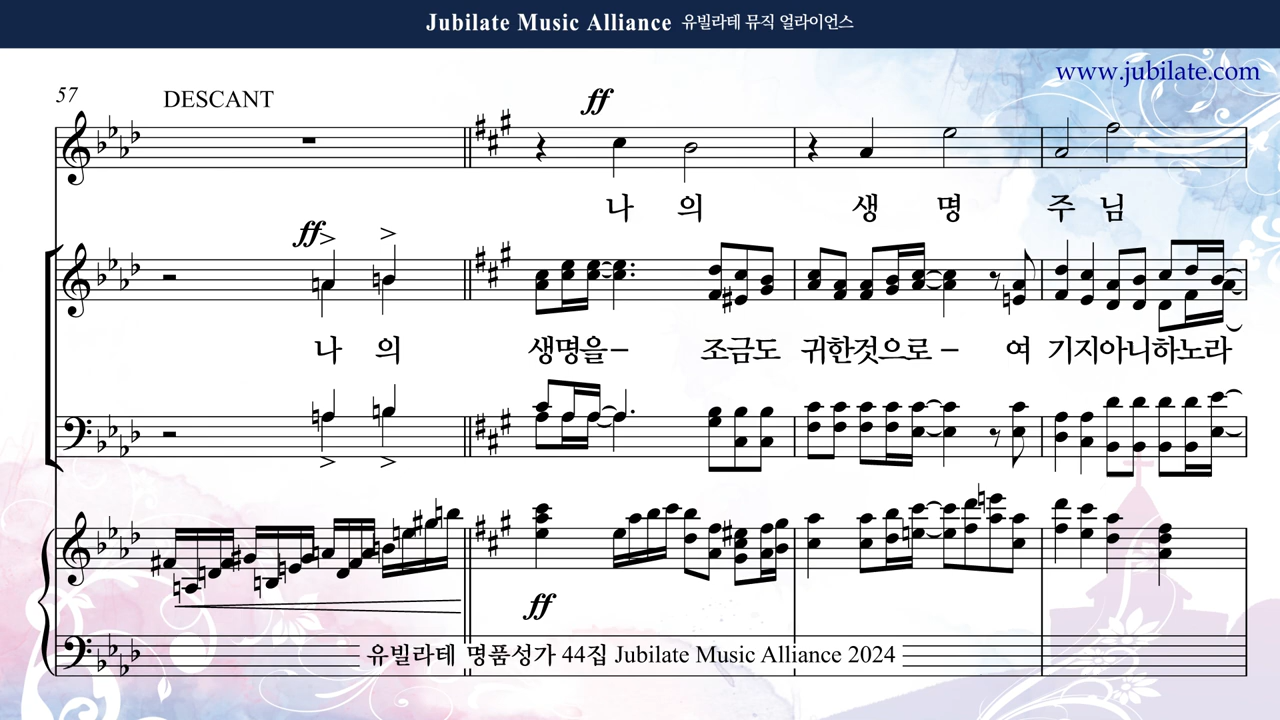 Jubilate Music Alliance 유빌라테 뮤직 얼라이언스
www.jubilate.com
57
DESCANT
ff
나 의 생 명 주 님
ff
나 의 생명을– 조금도 귀한것으로 – 여 기지아니하노라
ff
유빌라테 명품성가 44집 Jubilate Music Alliance 2024